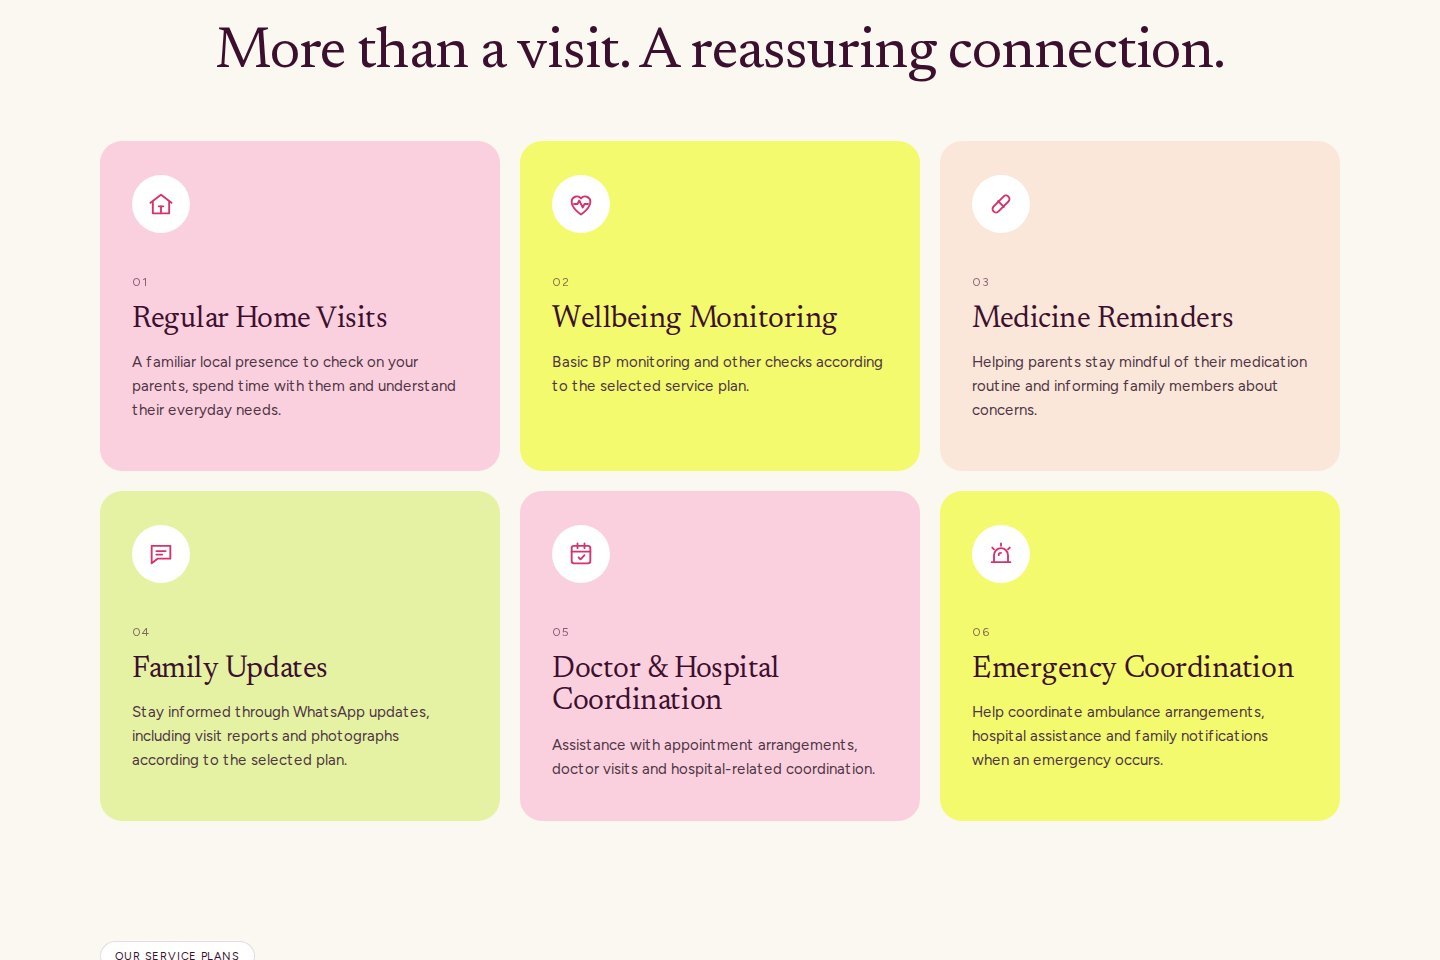 More than a visit. A reassuring connection.
01
Regular Home Visits
A familiar local presence to check on your
parents, spend time with them and understand
their everyday needs.
02
Wellbeing Monitoring
Basic BP monitoring and other checks according
to the selected service plan.
03
Medicine Reminders
Helping parents stay mindful of their medication
routine and informing family members about
concerns.
04
Family Updates
Stay informed through WhatsApp updates,
including visit reports and photographs
according to the selected plan.
05
Doctor & Hospital
Coordination
Assistance with appointment arrangements,
doctor visits and hospital-related coordination.
06
Emergency Coordination
Help coordinate ambulance arrangements,
hospital assistance and family notifications
when an emergency occurs.
OUR SERVICE PLANS